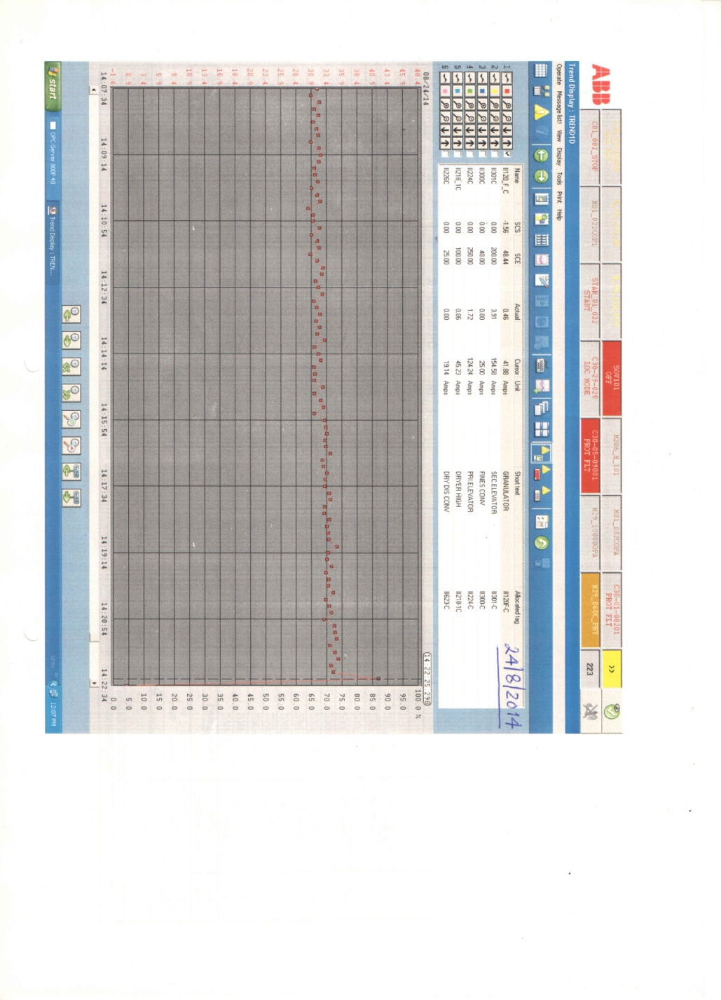 ABB
SOV101 OFF
M206_M_101
M01_082COPA
C30-01-08201 PROT FLT
>>
C01_082_STOP
M01_022COP1
STAR_01_022 START
C30-29-020 LOC MODE
C30-05-09001 PROT FLT
M29_060C_PRT
223
Trend Display : TREND1D
Operate Message list! View Display Tools Print Help
Name SCS SCE Actual Cursor Unit Short text Allocated tag
1 II120_F_C -1.56 48.44 0.46 41.88 Amps GRANULATOR II120F-C
2 II301C 0.00 200.00 3.91 154.58 Amps SEC.ELEVATOR II301-C
3 II300C 0.00 40.00 0.00 25.00 Amps FINES CONV II300-C
4 II224C 0.00 250.00 1.72 124.24 Amps PRI.ELEVATOR II224-C
5 II218_1C 0.00 100.00 0.06 45.23 Amps DRYER HIGH II218-1C
6 II226C 0.00 25.00 0.00 19.14 Amps DRY DIS CONV II623-C
24/8/2014
08/24/14
14:22:25.298
48.4 100.0 %
45.9 95.0
43.4 90.0
40.9 85.0
38.4 80.0
35.9 75.0
33.4 70.0
30.9 65.0
28.4 60.0
25.9 55.0
23.4 50.0
20.9 45.0
18.4 40.0
15.9 35.0
13.4 30.0
10.9 25.0
8.4 20.0
5.9 15.0
3.4 10.0
0.9 5.0
-1.6 0.0
14:07:34 14:09:14 14:10:54 14:12:34 14:14:14 14:15:54 14:17:34 14:19:14 14:20:54 14:22:34
start
OPC-Server 800F 40
Trend Display : TREN...
Links »
12:07 PM